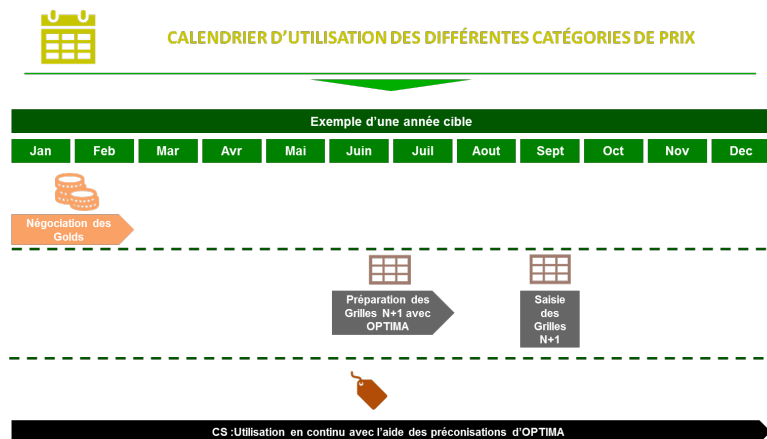 CALENDRIER D'UTILISATION DES DIFFÉRENTES CATÉGORIES DE PRIX
Exemple d'une année cible
Jan Feb Mar Avr Mai Juin Juil Aout Sept Oct Nov Dec
Négociation des
Golds
Préparation des
Grilles N+1 avec
OPTIMA
Saisie
des
Grilles
N+1
CS :Utilisation en continu avec l'aide des préconisations d'OPTIMA